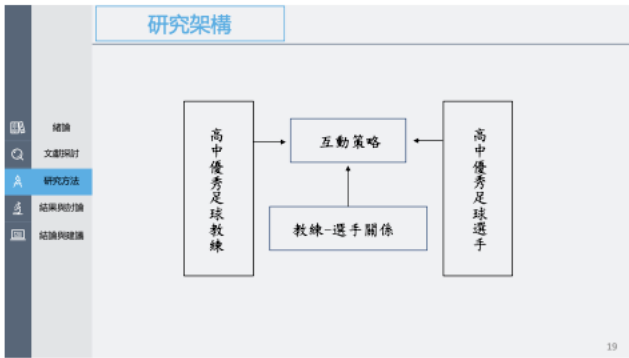 研究架構
緒論
文獻探討
研究方法
結果與討論
結論與建議
高中優秀足球教練
互動策略
教練-選手關係
高中優秀足球選手
19